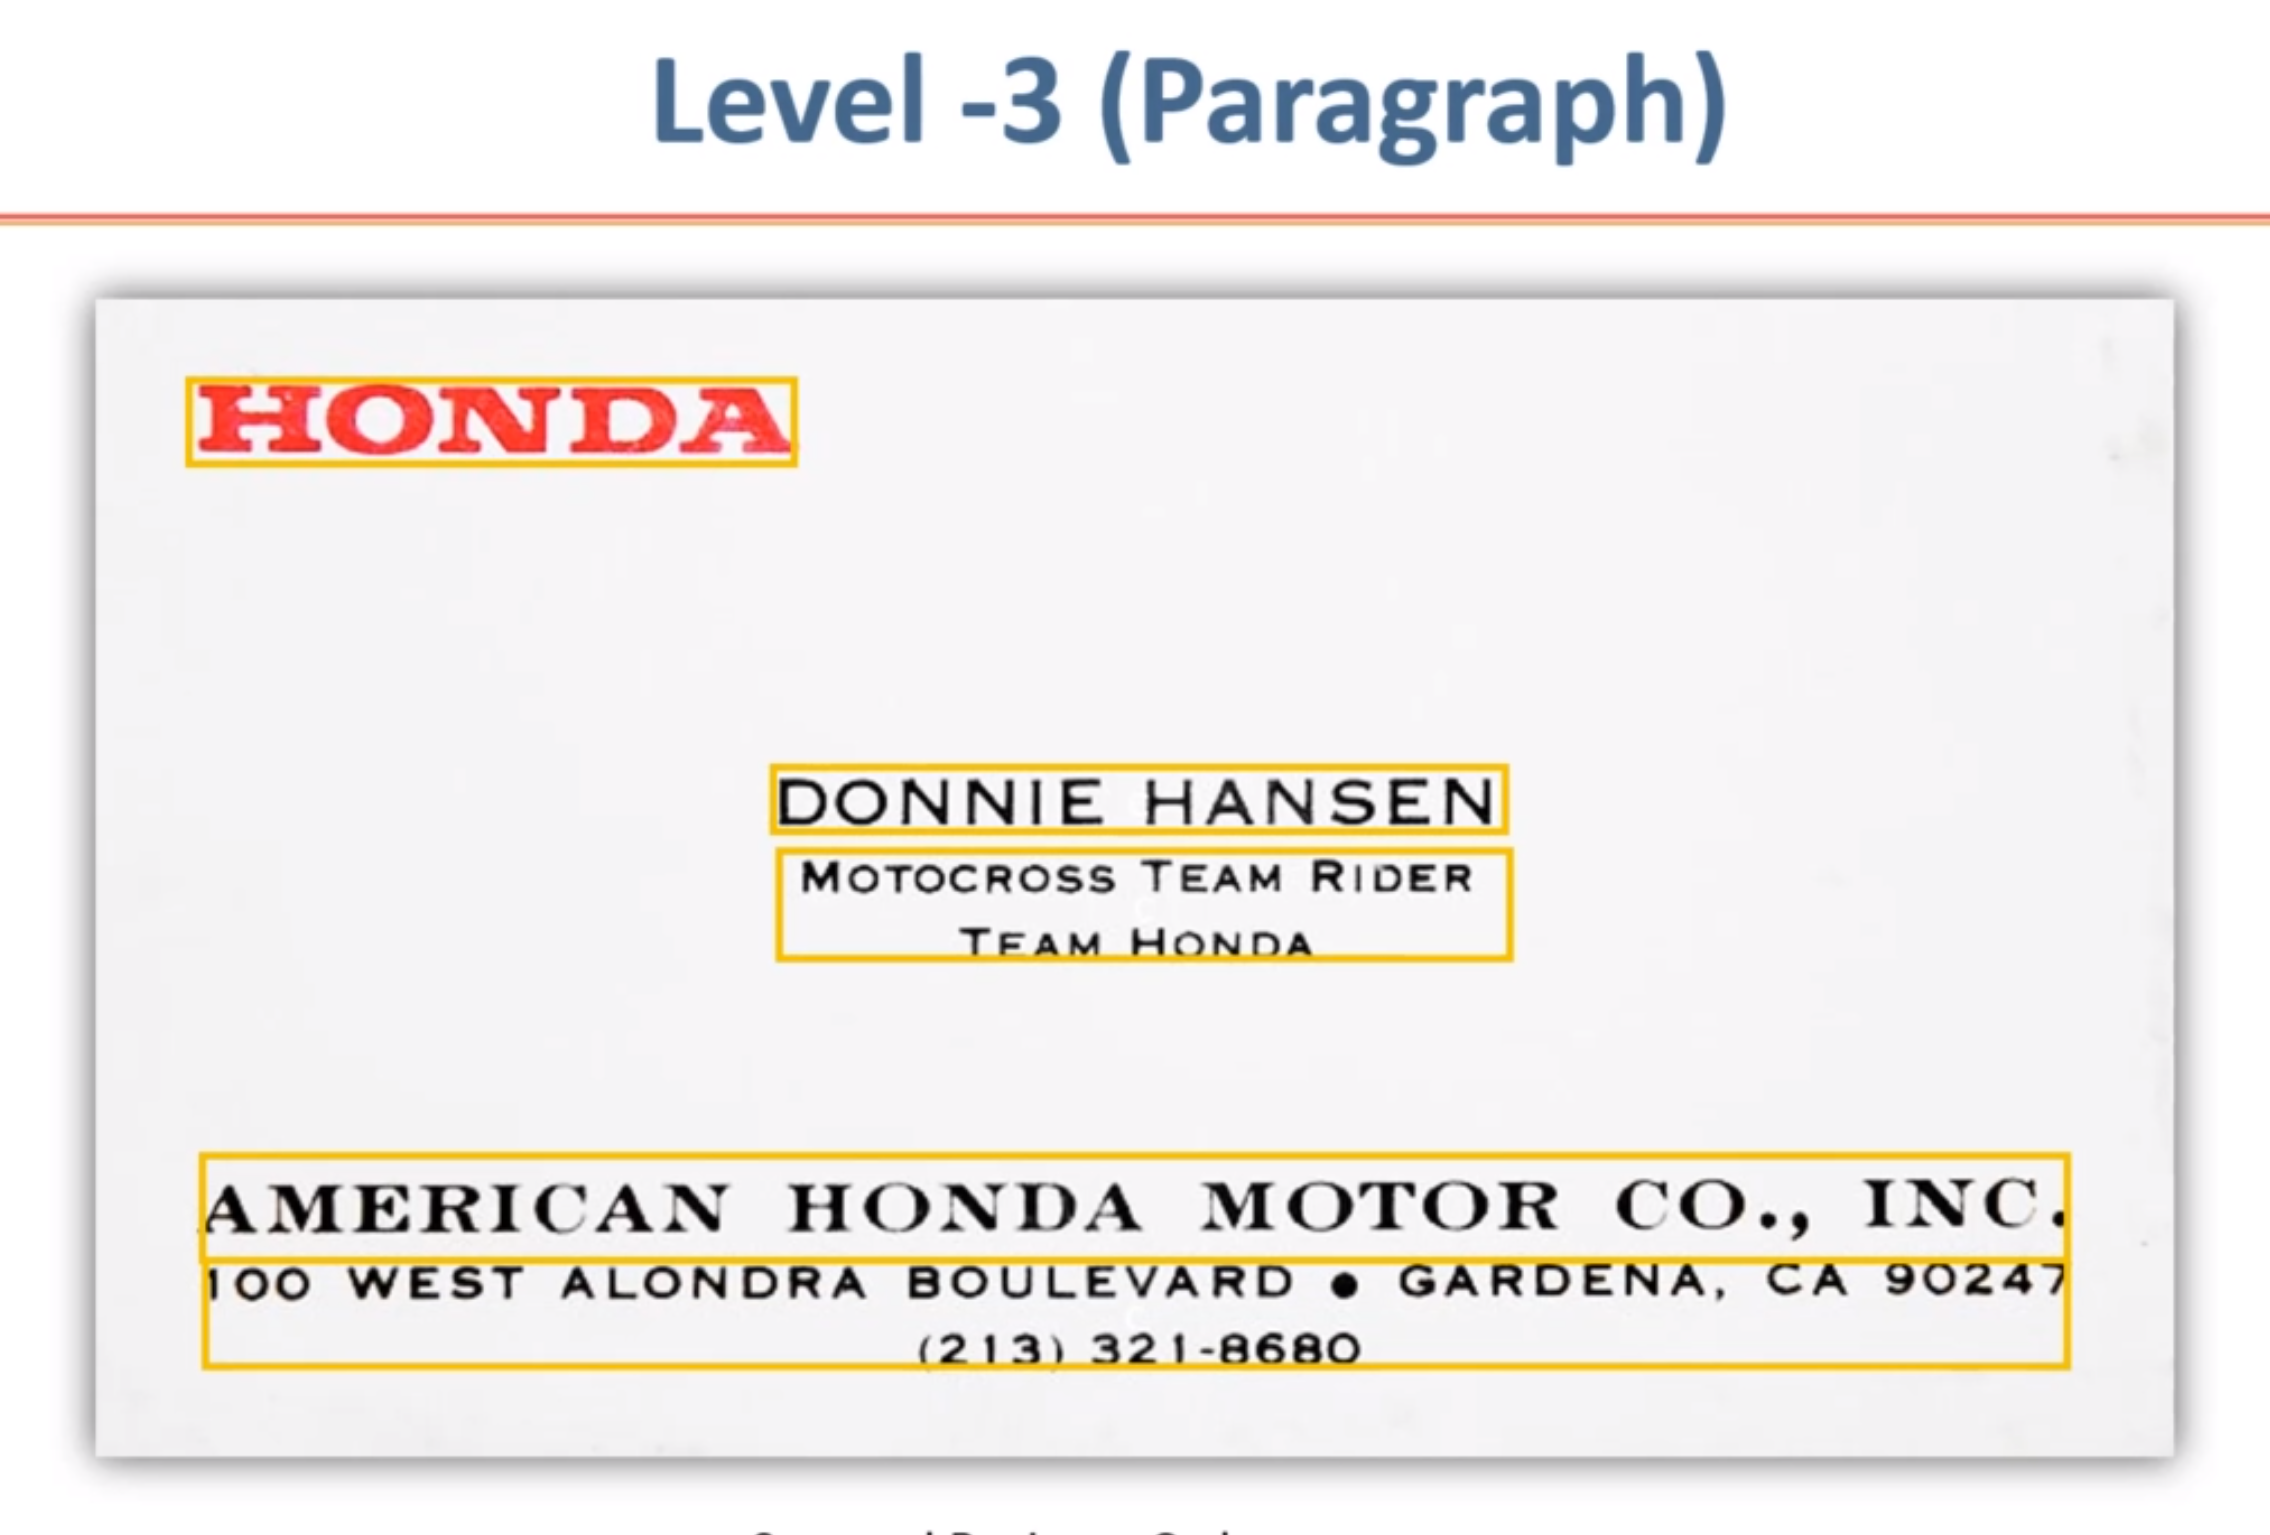 Level -3 (Paragraph)
HONDA
DONNIE HANSEN
MOTOCROSS TEAM RIDER
TEAM HONDA
AMERICAN HONDA MOTOR CO., INC.
100 WEST ALONDRA BOULEVARD ● GARDENA, CA 90247
(213) 321-8680